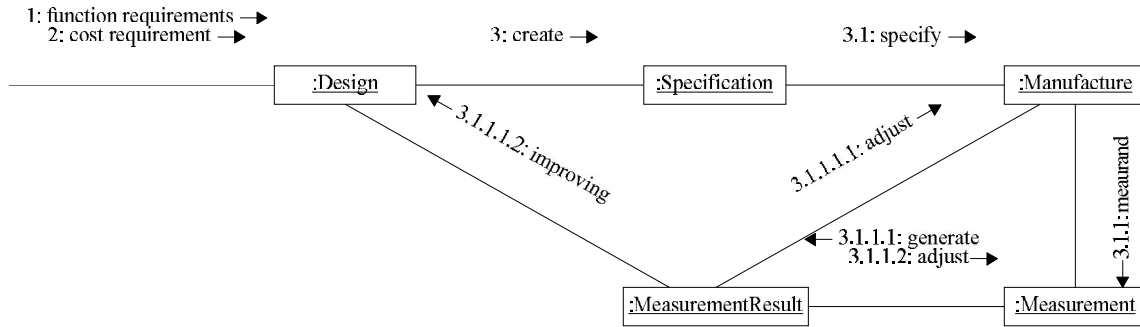 1: function requirements
2: cost requirement
3: create
3.1: specify
:Design
:Specification
:Manufacture
3.1.1.1.2: improving
3.1.1.1.1: adjust
3.1.1: meaurand
3.1.1.1: generate
3.1.1.2: adjust
:MeasurementResult
:Measurement